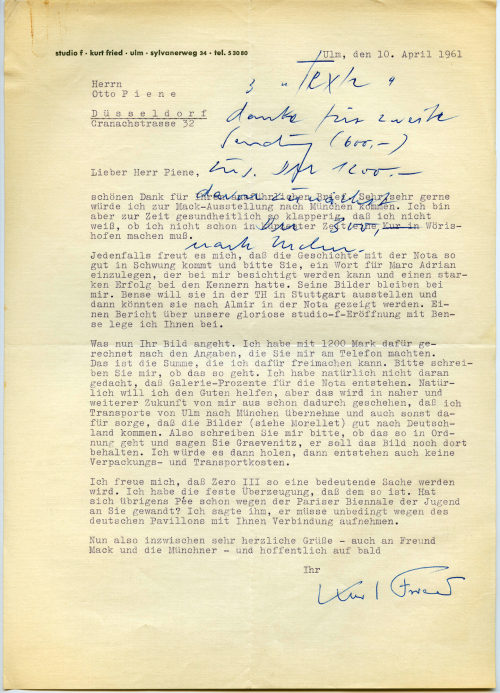 studio f · kurt fried · ulm · sylvanerweg 34 · tel. 53080
Ulm, den 10. April 1961
Herrn
Otto P i e n e
D ü s s e l d o r f
Cranachstrasse 32
3 "Texte"
danke für zweite
Sendung (600,-)
zus. DM 1200.-
davon zunächst
nach
Lieber Herr Piene,
schönen Dank für Ihren ausführlichen Brief. Sehr sehr gerne
würde ich zur Mack-Ausstellung nach München kommen. Ich bin
aber zur Zeit gesundheitlich so klapperig, daß ich nicht
weiß, ob ich nicht schon in kürzester Zeit eine Kur in Wöris-
hofen machen muß.
Jedenfalls freut es mich, daß die Geschichte mit der Nota so
gut in Schwung kommt und bitte Sie, ein Wort für Marc Adrian
einzulegen, der bei mir besichtigt werden kann und einen star-
ken Erfolg bei den Kennern hatte. Seine Bilder bleiben bei
mir. Bense will sie in der TH in Stuttgart ausstellen und
dann könnten sie nach Almir in der Nota gezeigt werden. Ei-
nen Bericht über unsere gloriose studio-f-Eröffnung mit Ben-
se lege ich Ihnen bei.
Was nun Ihr Bild angeht. Ich habe mit 1200 Mark dafür ge-
rechnet nach den Angaben, die Sie mir am Telefon machten.
Das ist die Summe, die ich dafür freimachen kann. Bitte schrei-
ben Sie mir, ob das so geht. Ich habe natürlich nicht daran
gedacht, daß Galerie-Prozente für die Nota entstehen. Natür-
lich will ich den Guten helfen, aber das wird in naher und
weiterer Zukunft von mir aus schon dadurch geschehen, daß ich
Transporte von Ulm nach München übernehme und auch sonst da-
für sorge, daß die Bilder (siehe Morellet) gut nach Deutsch-
land kommen. Also schreiben Sie mir bitte, ob das so in Ord-
nung geht und sagen Sie Graevenitz, er soll das Bild noch dort
behalten. Ich würde es dann holen, dann entstehen auch keine
Verpackungs- und Transportkosten.
Ich freue mich, daß Zero III so eine bedeutende Sache werden
wird. Ich habe die feste Überzeugung, daß dem so ist. Hat
sich übrigens Pée schon wegen der Pariser Biennale der Jugend
an Sie gewandt? Ich sagte ihm, er müsse unbedingt wegen des
deutschen Pavillons mit Ihnen Verbindung aufnehmen.
Nun also inzwischen sehr herzliche Grüße - auch an Freund
Mack und die Münchner - und hoffentlich auf bald
Ihr
Kurt Fried